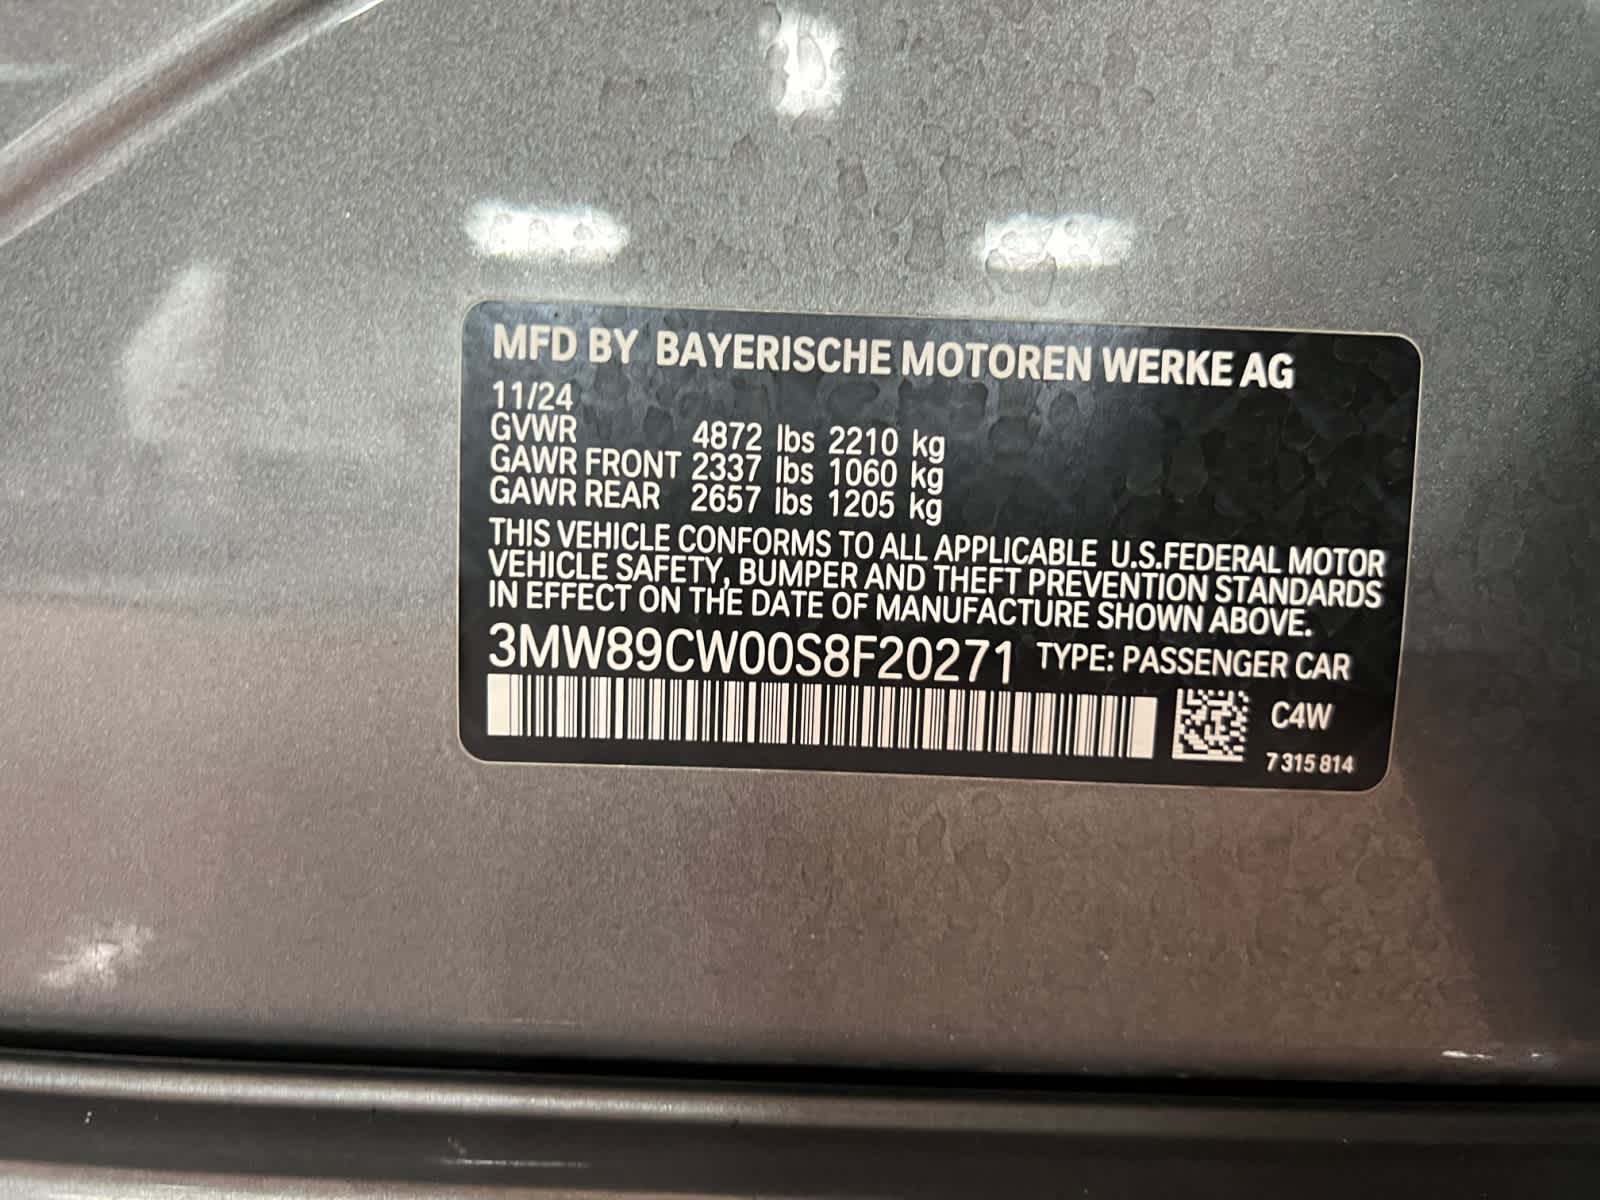 MFD BY BAYERISCHE MOTOREN WERKE AG
11/24
GVWR 4872 lbs 2210 kg
GAWR FRONT 2337 lbs 1060 kg
GAWR REAR 2657 lbs 1205 kg
THIS VEHICLE CONFORMS TO ALL APPLICABLE U.S.FEDERAL MOTOR
VEHICLE SAFETY, BUMPER AND THEFT PREVENTION STANDARDS
IN EFFECT ON THE DATE OF MANUFACTURE SHOWN ABOVE.
3MW89CW00S8F20271 TYPE: PASSENGER CAR
C4W
7 315 814